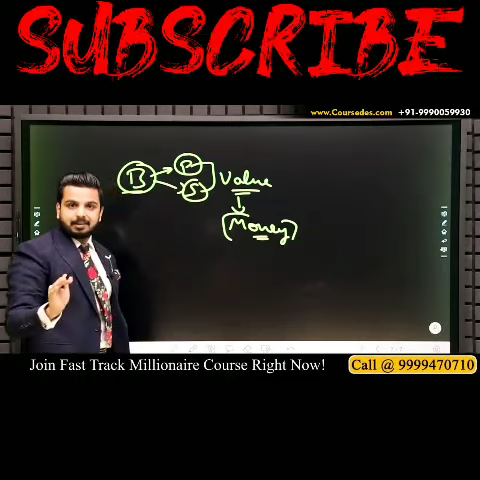 SUBSCRIBE
www.Coursedes.com +91-9990059930
B
P
S
Value
(Money)
Join Fast Track Millionaire Course Right Now!
Call @ 9999470710